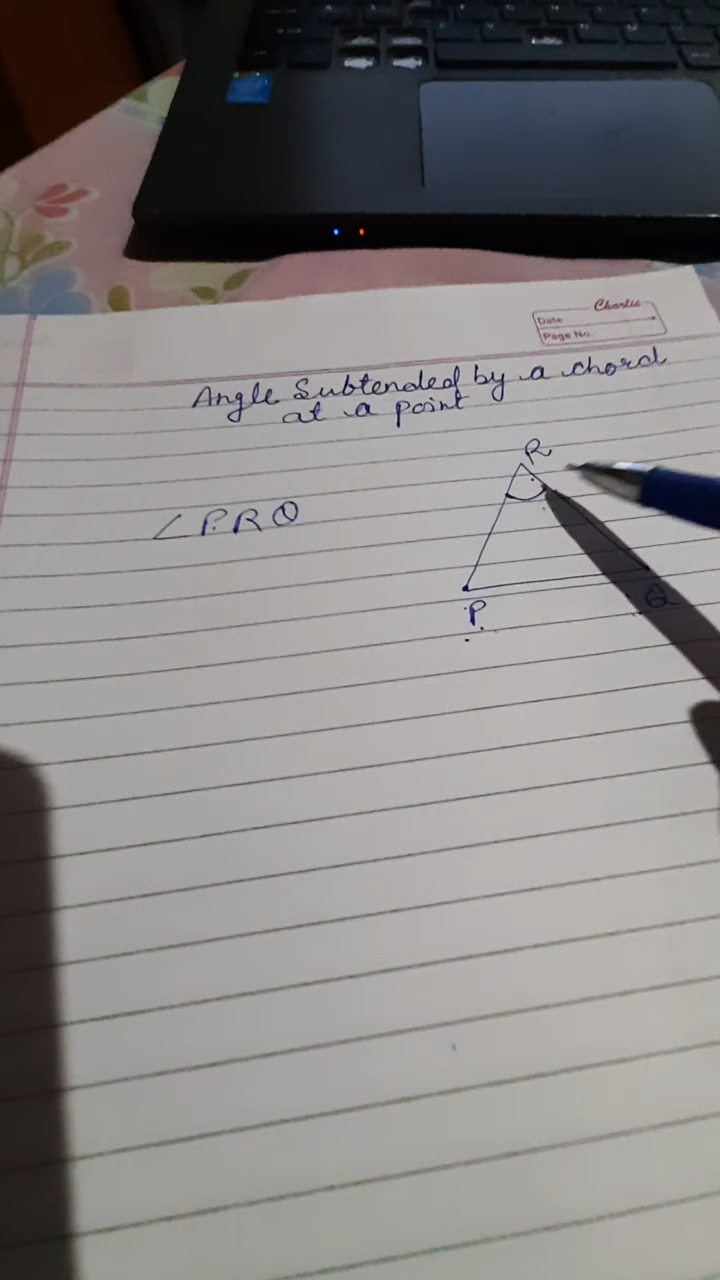 Charlie
Date
Page No.
Angle Subtended by a chord
at a point
R
∠PRQ
P
Q